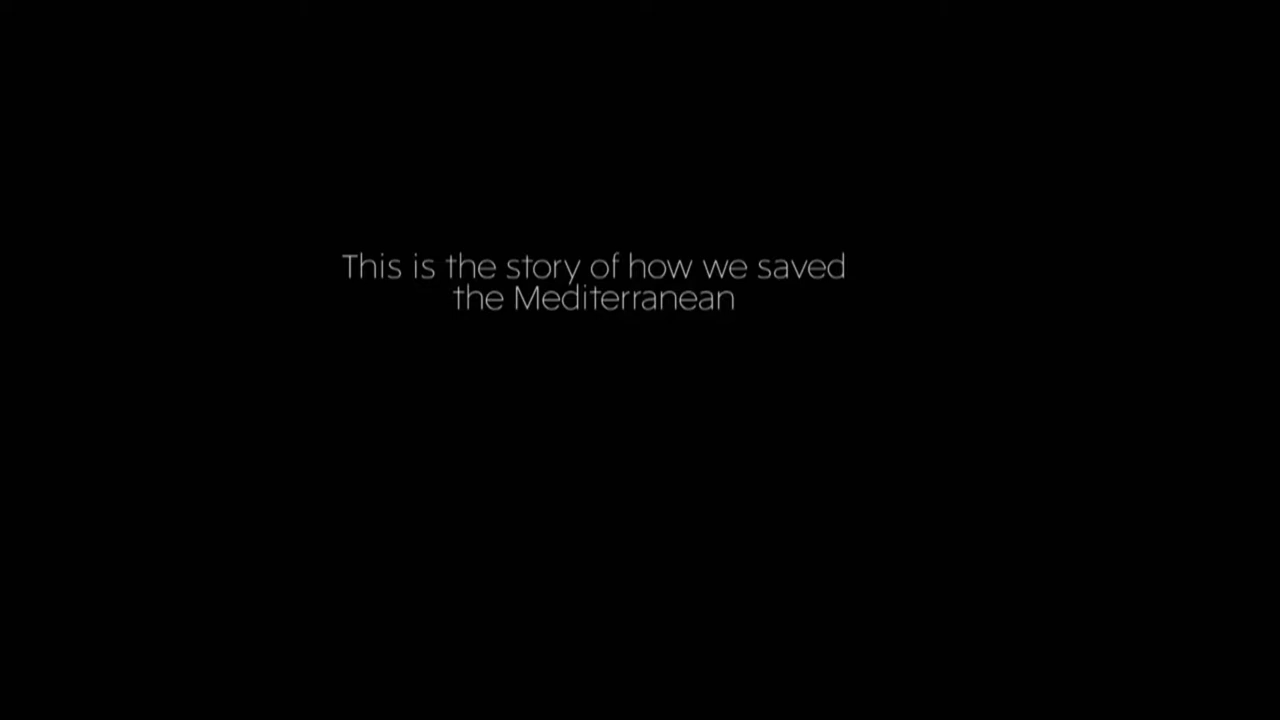 This is the story of how we saved
the Mediterranean